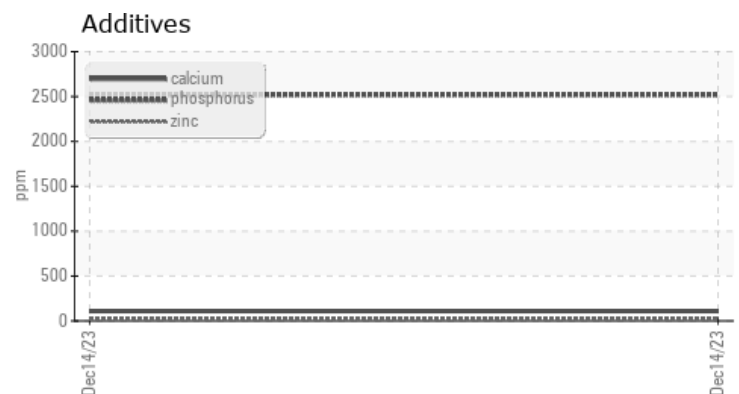 Additives
3000
calcium
2500
phosphorus
zinc
2000
ppm
1500
1000
500
0
Dec14/23
Dec14/23